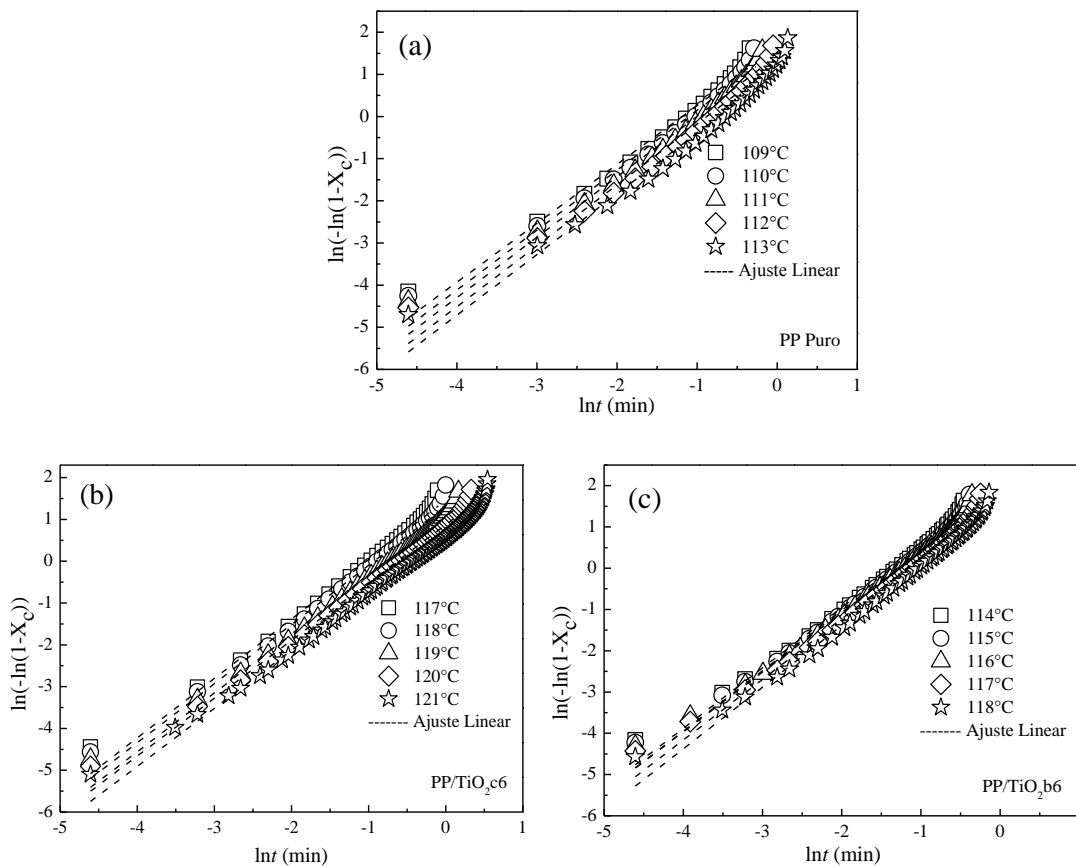 (a)
2
1
0
-1
-2
-3
-4
-5
-6
ln(-ln(1-X_C))
109°C
110°C
111°C
112°C
113°C
Ajuste Linear
PP Puro
-5 -4 -3 -2 -1 0 1
lnt (min)
(b)
2
1
0
-1
-2
-3
-4
-5
-6
ln(-ln(1-X_C))
117°C
118°C
119°C
120°C
121°C
Ajuste Linear
PP/TiO₂c6
-5 -4 -3 -2 -1 0 1
lnt (min)
(c)
2
1
0
-1
-2
-3
-4
-5
-6
ln(-ln(1-X_C))
114°C
115°C
116°C
117°C
118°C
Ajuste Linear
PP/TiO₂b6
-5 -4 -3 -2 -1 0 1
lnt (min)